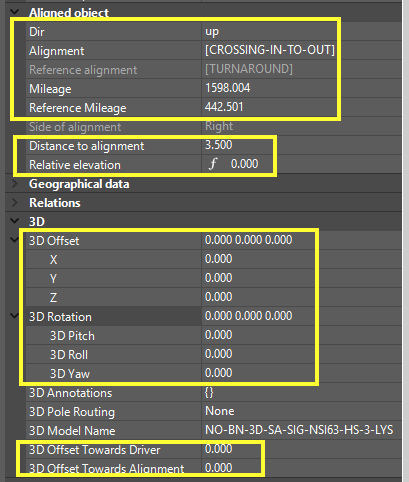 Aligned object
Dir up
Alignment [CROSSING-IN-TO-OUT]
Reference alignment [TURNAROUND]
Mileage 1598.004
Reference Mileage 442.501
Side of alignment Right
Distance to alignment 3.500
Relative elevation ƒ 0.000
Geographical data
Relations
3D
3D Offset 0.000 0.000 0.000
X 0.000
Y 0.000
Z 0.000
3D Rotation 0.000 0.000 0.000
3D Pitch 0.000
3D Roll 0.000
3D Yaw 0.000
3D Annotations {}
3D Pole Routing None
3D Model Name NO-BN-3D-SA-SIG-NSI63-HS-3-LYS
3D Offset Towards Driver 0.000
3D Offset Towards Alignment 0.000